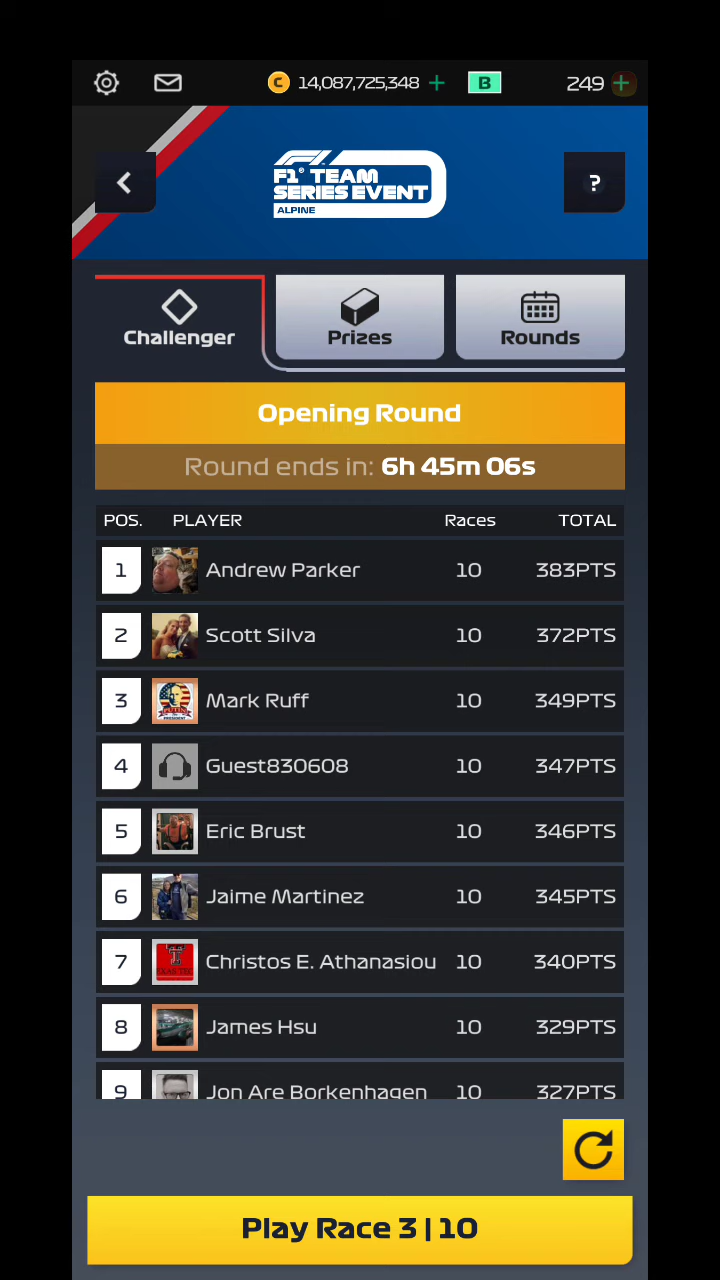 C 14,087,725,348 + B 249 +
F1® TEAM
SERIES EVENT
ALPINE
?
Challenger
Prizes
Rounds
Opening Round
Round ends in: 6h 45m 06s
POS. PLAYER Races TOTAL
1 Andrew Parker 10 383PTS
2 Scott Silva 10 372PTS
3 Mark Ruff 10 349PTS
PRESIDENT
4 Guest830608 10 347PTS
5 Eric Brust 10 346PTS
6 Jaime Martinez 10 345PTS
7 Christos E. Athanasiou 10 340PTS
8 James Hsu 10 329PTS
9 Jon Are Borkenhagen 10 327PTS
Play Race 3 | 10